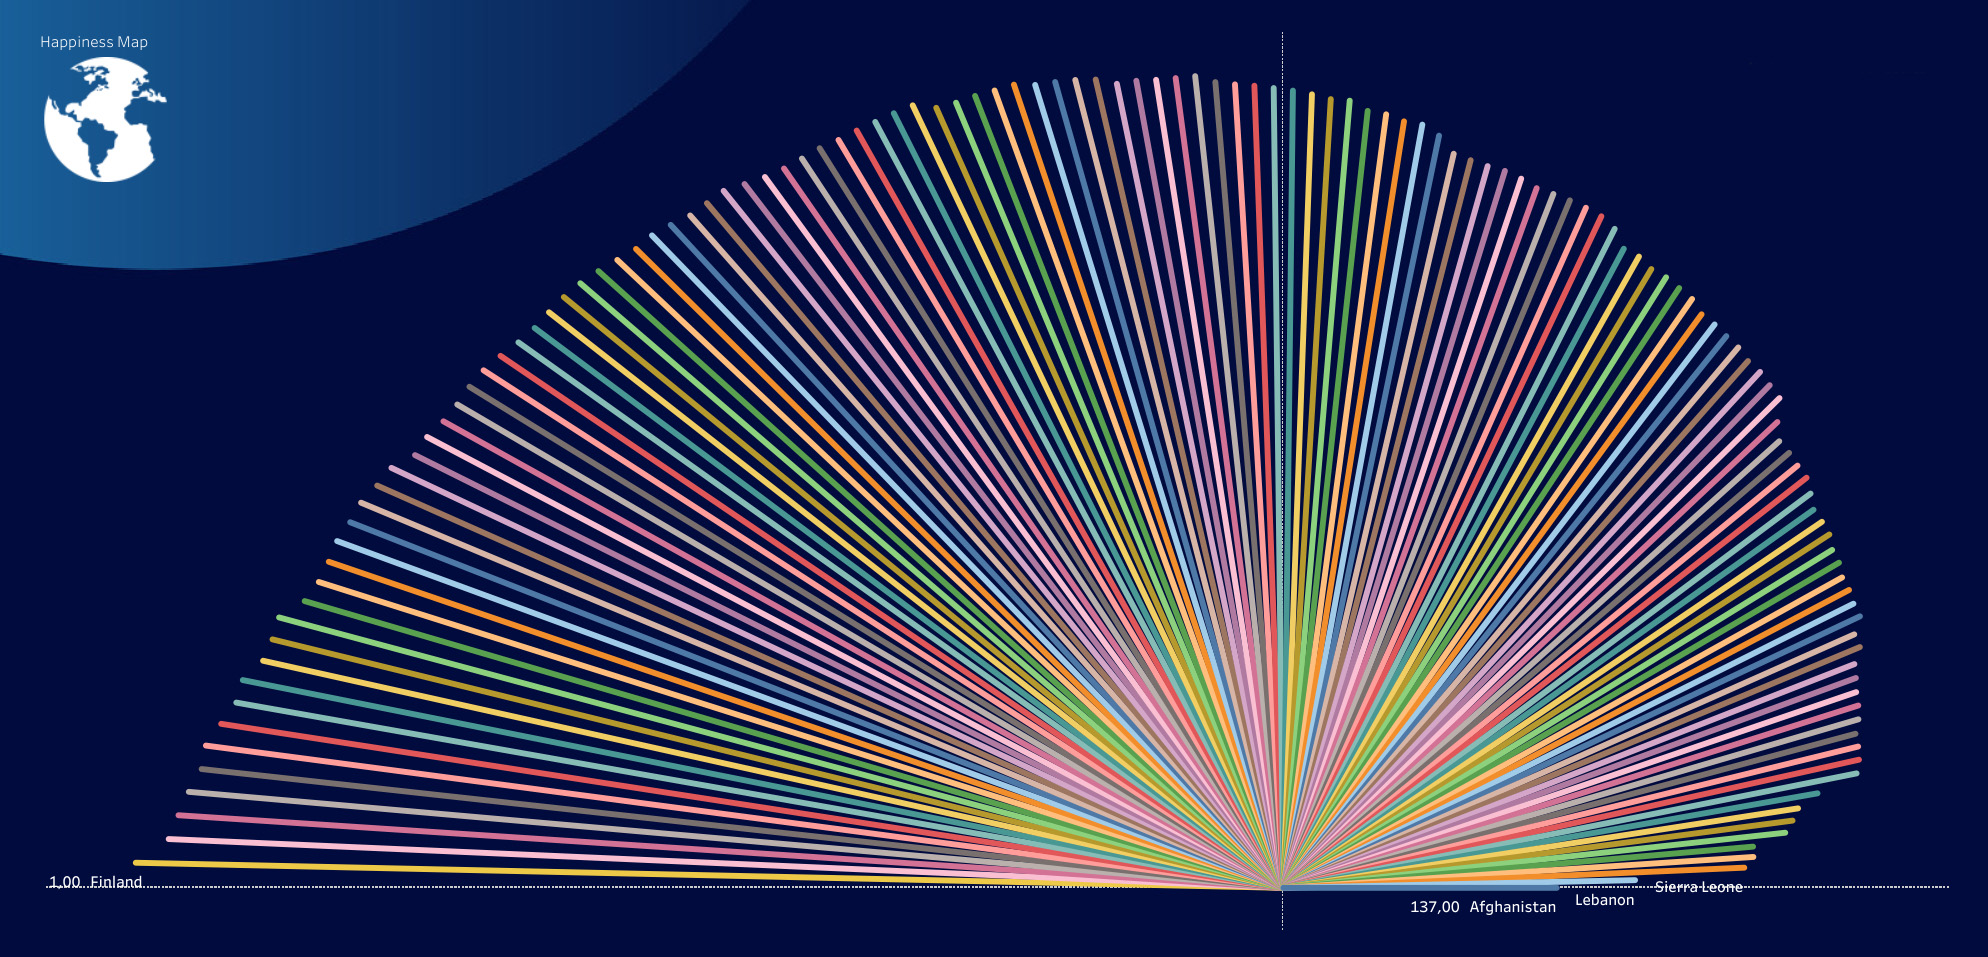 Happiness Map
1,00 Finland
Sierra Leone
Lebanon
137,00 Afghanistan